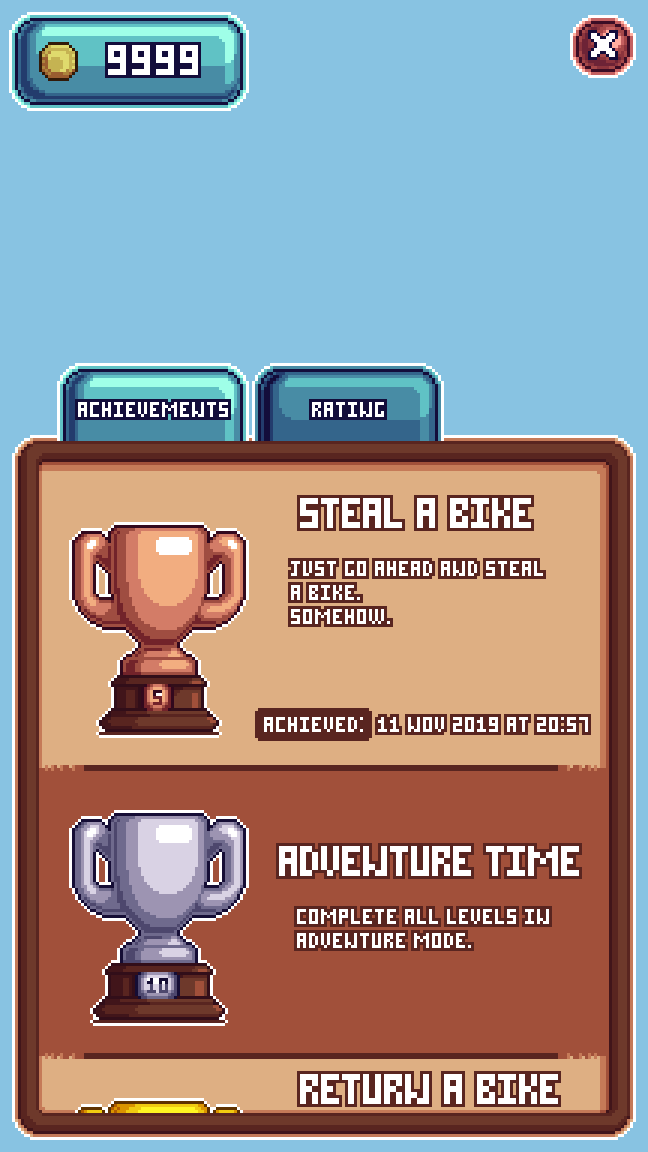 9999
ACHIEVEMENTS
RATING
STEAL A BIKE
JUST GO AHEAD AND STEAL
A BIKE.
SOMEHOW.
5
ACHIEVED: 11 NOV 2019 AT 20:57
ADVENTURE TIME
COMPLETE ALL LEVELS IN
ADVENTURE MODE.
10
RETURN A BIKE